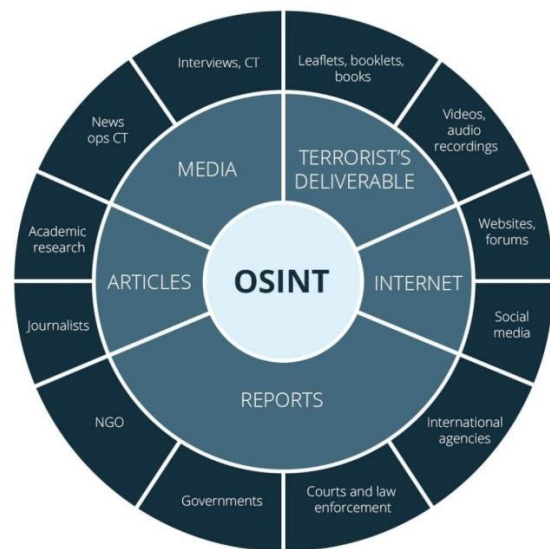 Interviews, CT
Leaflets, booklets,
books
News
ops CT
Videos,
audio
recordings
MEDIA
TERRORIST'S
DELIVERABLE
Academic
research
Websites,
forums
ARTICLES
OSINT
INTERNET
Journalists
Social
media
REPORTS
NGO
International
agencies
Governments
Courts and law
enforcement